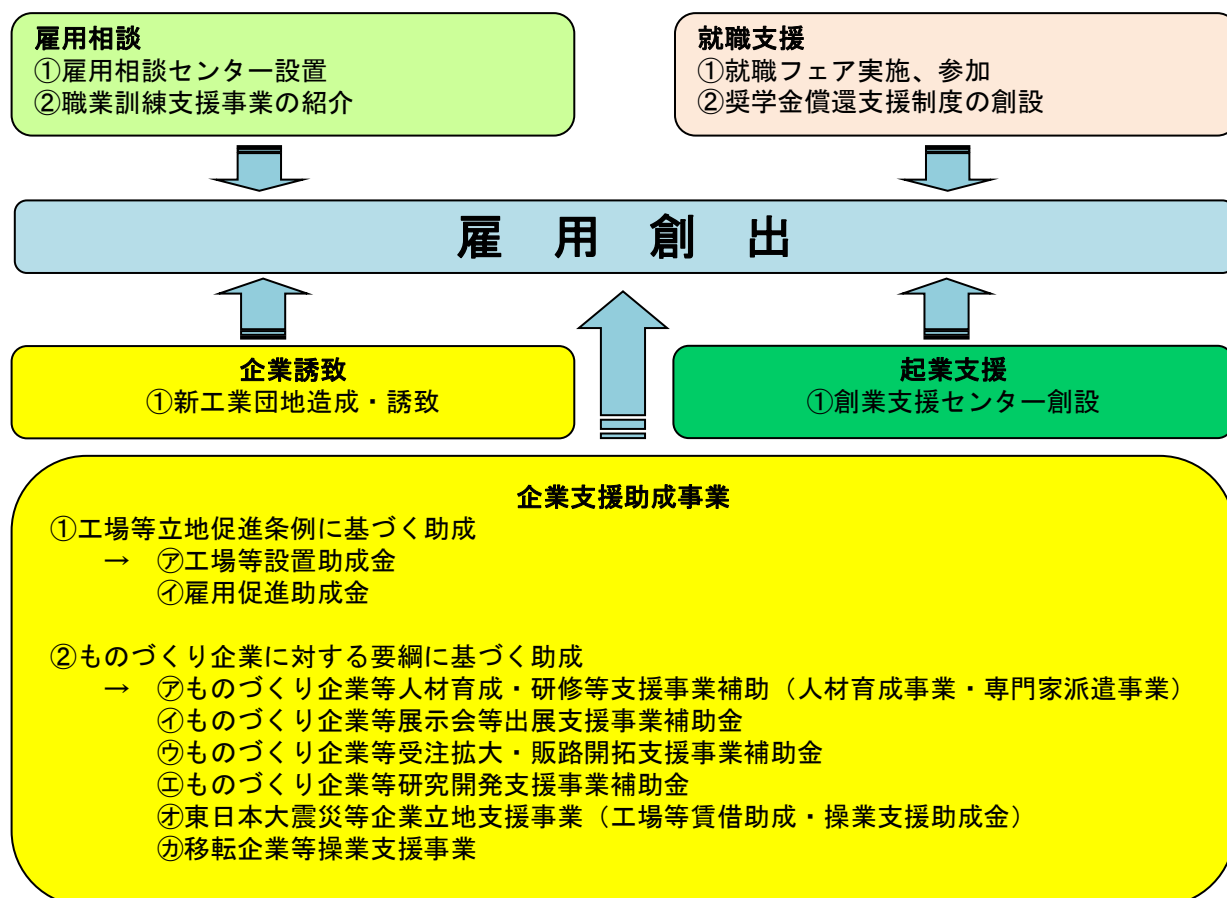 雇用相談
①雇用相談センター設置
②職業訓練支援事業の紹介
就職支援
①就職フェア実施、参加
②奨学金償還支援制度の創設
雇 用 創 出
企業誘致
①新工業団地造成・誘致
起業支援
①創業支援センター創設
企業支援助成事業
①工場等立地促進条例に基づく助成
→ ㋐工場等設置助成金
㋑雇用促進助成金
②ものづくり企業に対する要綱に基づく助成
→ ㋐ものづくり企業等人材育成・研修等支援事業補助（人材育成事業・専門家派遣事業）
㋑ものづくり企業等展示会等出展支援事業補助金
㋒ものづくり企業等受注拡大・販路開拓支援事業補助金
㋓ものづくり企業等研究開発支援事業補助金
㋔東日本大震災等企業立地支援事業（工場等賃借助成・操業支援助成金）
㋕移転企業等操業支援事業